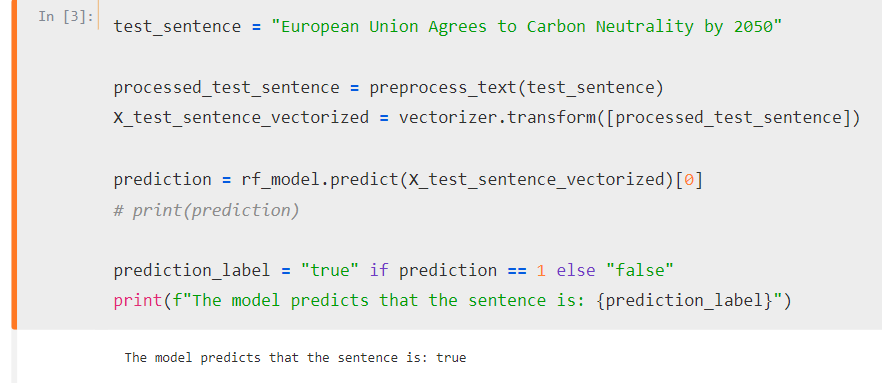 In [3]:
test_sentence = "European Union Agrees to Carbon Neutrality by 2050"
processed_test_sentence = preprocess_text(test_sentence)
X_test_sentence_vectorized = vectorizer.transform([processed_test_sentence])
prediction = rf_model.predict(X_test_sentence_vectorized)[0]
# print(prediction)
prediction_label = "true" if prediction == 1 else "false"
print(f"The model predicts that the sentence is: {prediction_label}")
The model predicts that the sentence is: true